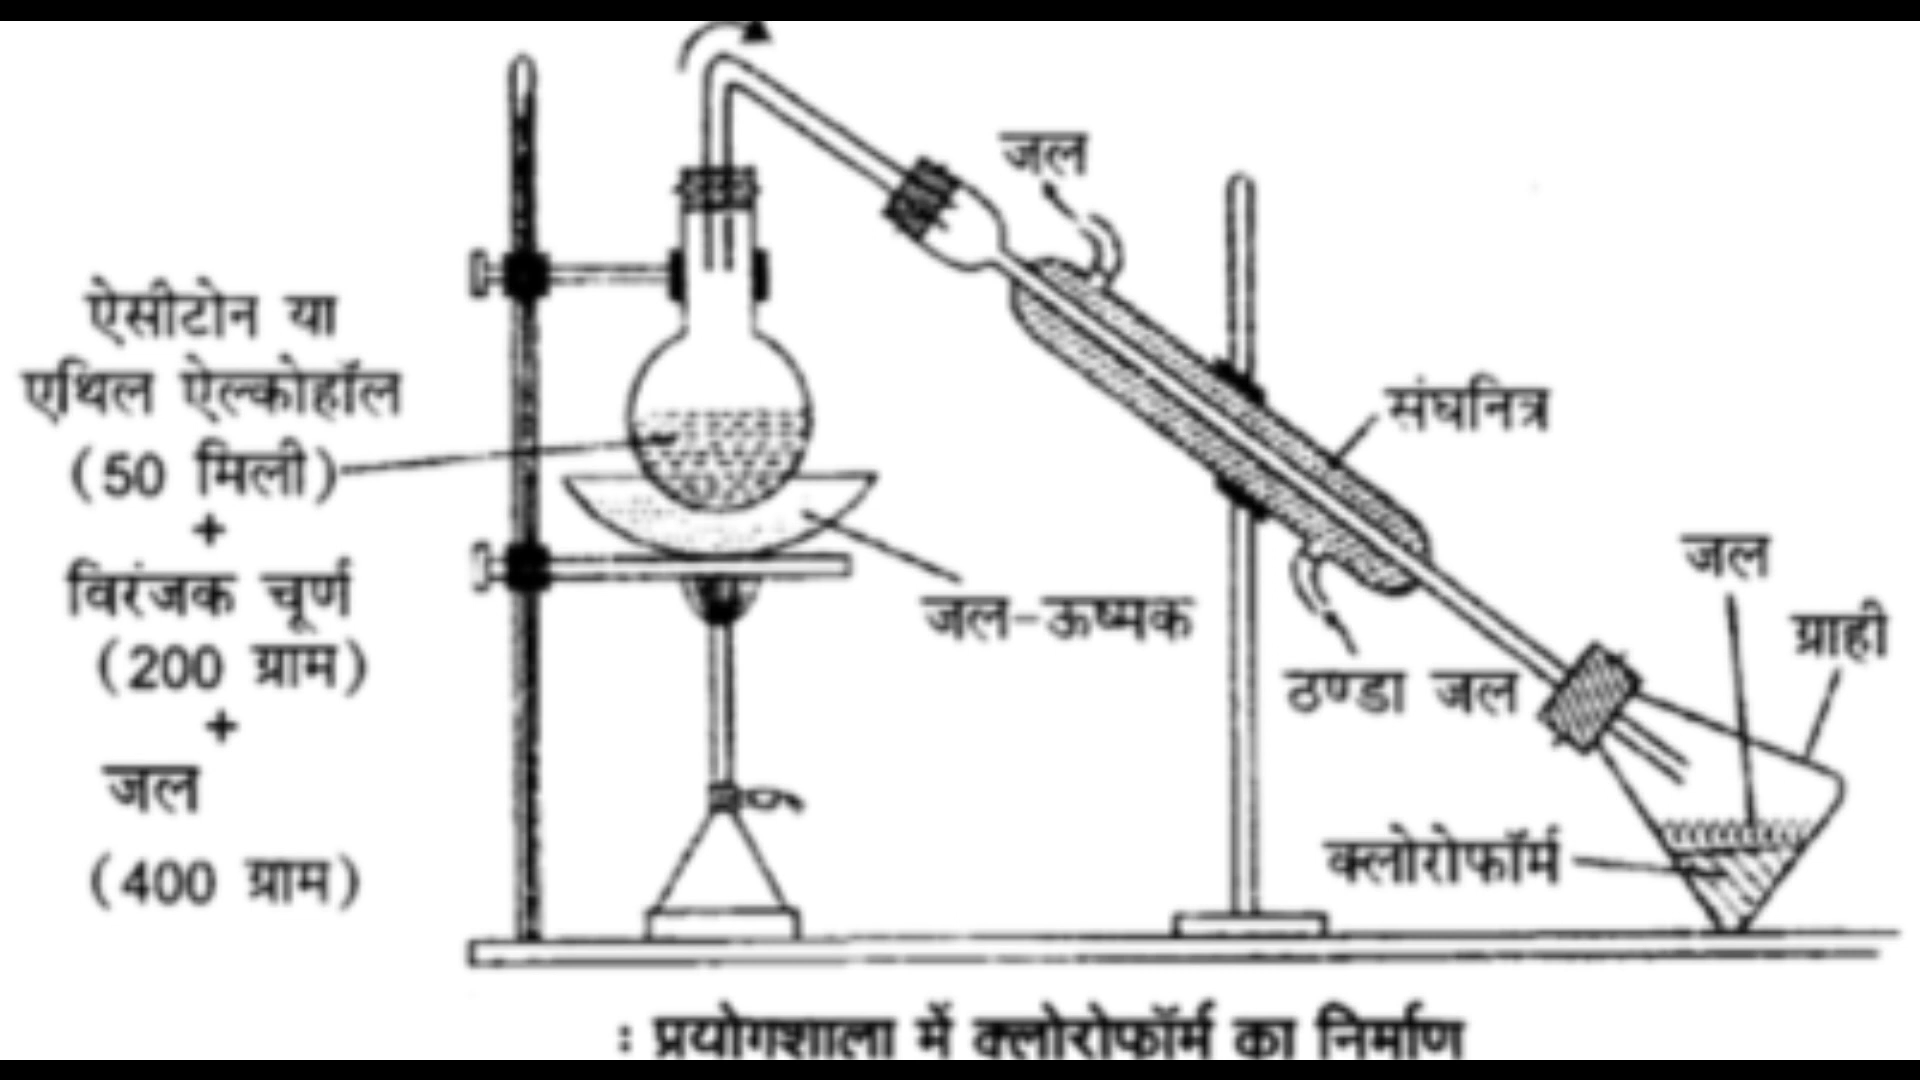 जल
ऐसीटोन या
एथिल ऐल्कोहॉल
(50 मिली)
+
विरंजक चूर्ण
(200 ग्राम)
+
जल
(400 ग्राम)
संघनित्र
जल-ऊष्मक
ठण्डा जल
जल
ग्राही
क्लोरोफॉर्म
: प्रयोगशाला में क्लोरोफॉर्म का निर्माण